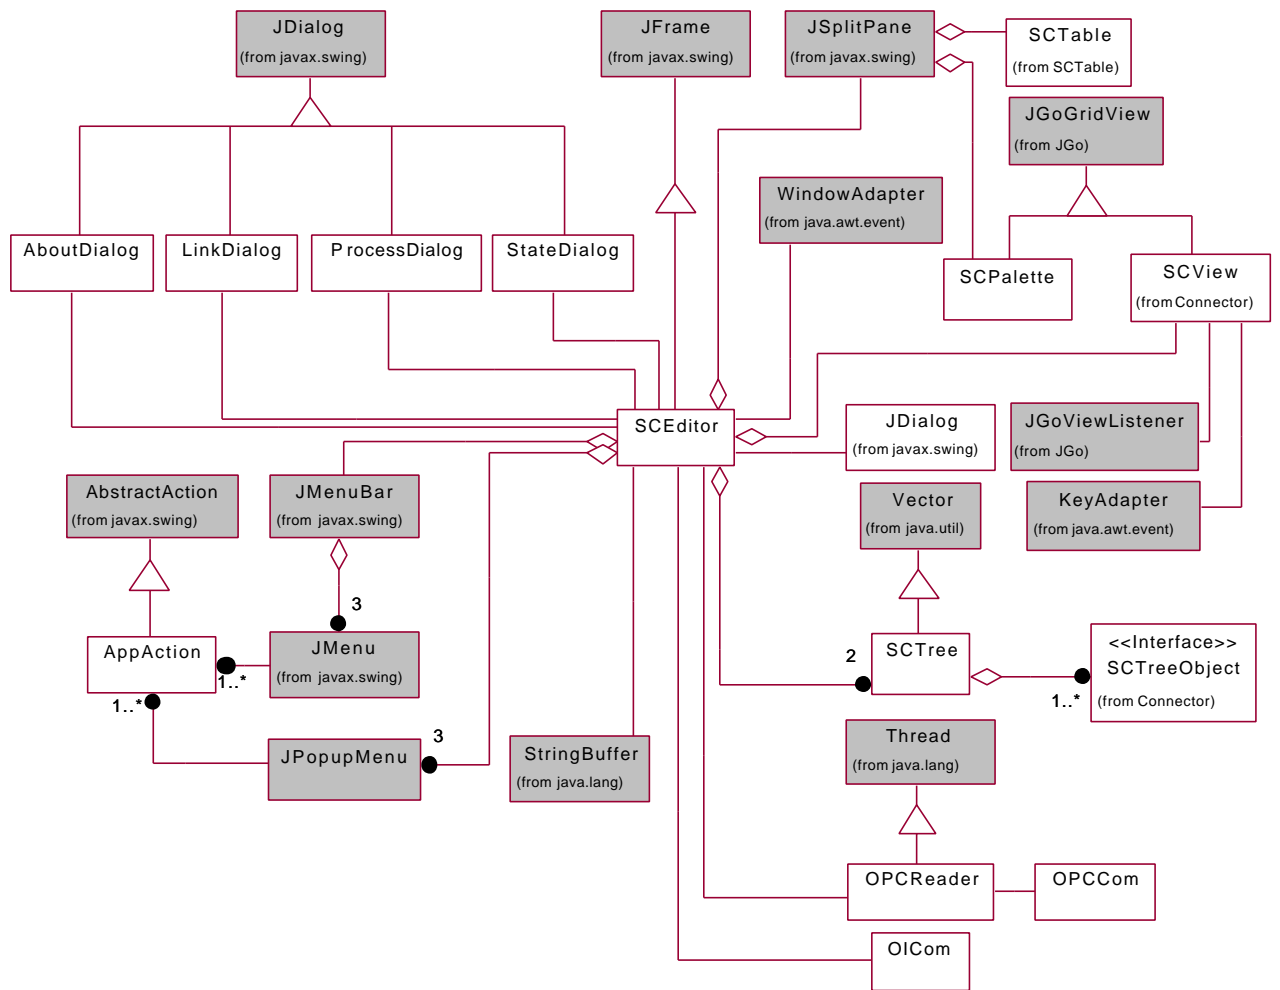 JDialog
(from javax.swing)
JFrame
(from javax.swing)
JSplitPane
(from javax.swing)
SCTable
(from SCTable)
JGoGridView
(from JGo)
WindowAdapter
(from java.awt.event)
AboutDialog
LinkDialog
ProcessDialog
StateDialog
SCPalette
SCView
(from Connector)
SCEditor
JDialog
(from javax.swing)
JGoViewListener
(from JGo)
AbstractAction
(from javax.swing)
JMenuBar
(from javax.swing)
Vector
(from java.util)
KeyAdapter
(from java.awt.event)
3
AppAction
JMenu
(from javax.swing)
1..*
1..*
2
SCTree
<<Interface>>
SCTreeObject
(from Connector)
1..*
3
JPopupMenu
StringBuffer
(from java.lang)
Thread
(from java.lang)
OPCReader
OPCCom
OICom